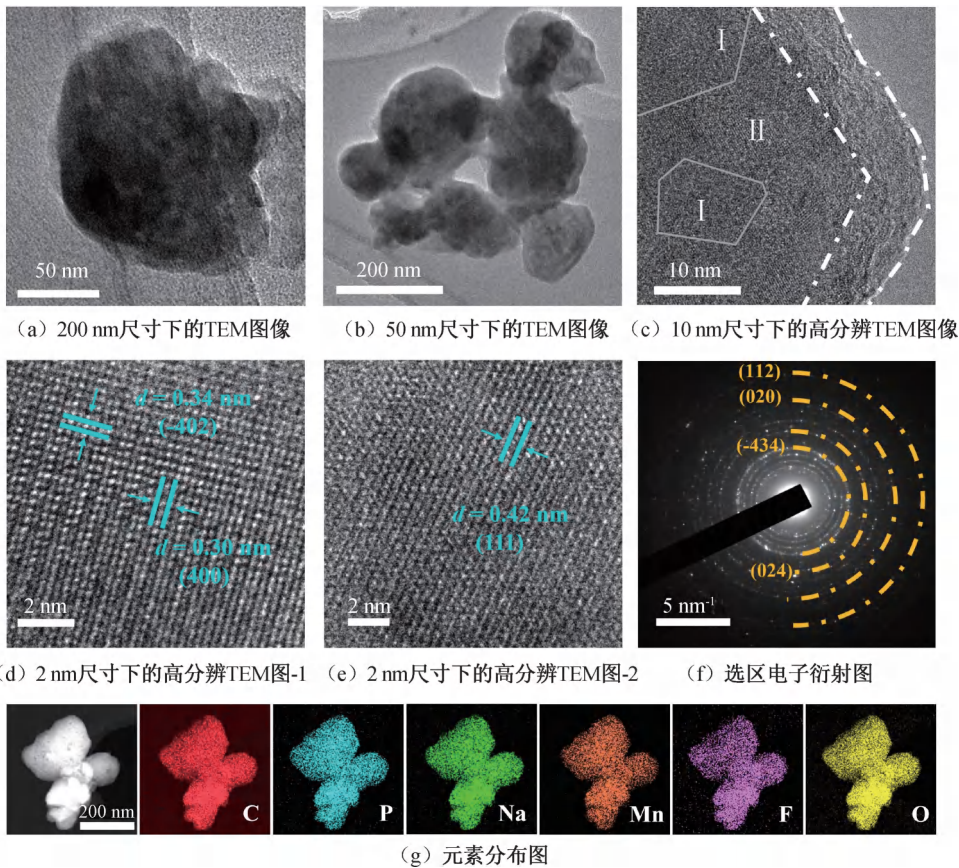 50 nm
200 nm
Ⅰ
Ⅱ
Ⅰ
10 nm
(a) 200 nm尺寸下的TEM图像
(b) 50 nm尺寸下的TEM图像
(c) 10 nm尺寸下的高分辨TEM图像
d = 0.34 nm
(-402)
d = 0.30 nm
(400)
2 nm
d = 0.42 nm
(111)
2 nm
(112)
(020)
(-434)
(024)
5 nm⁻¹
(d) 2 nm尺寸下的高分辨TEM图-1
(e) 2 nm尺寸下的高分辨TEM图-2
(f) 选区电子衍射图
200 nm
C
P
Na
Mn
F
O
(g) 元素分布图